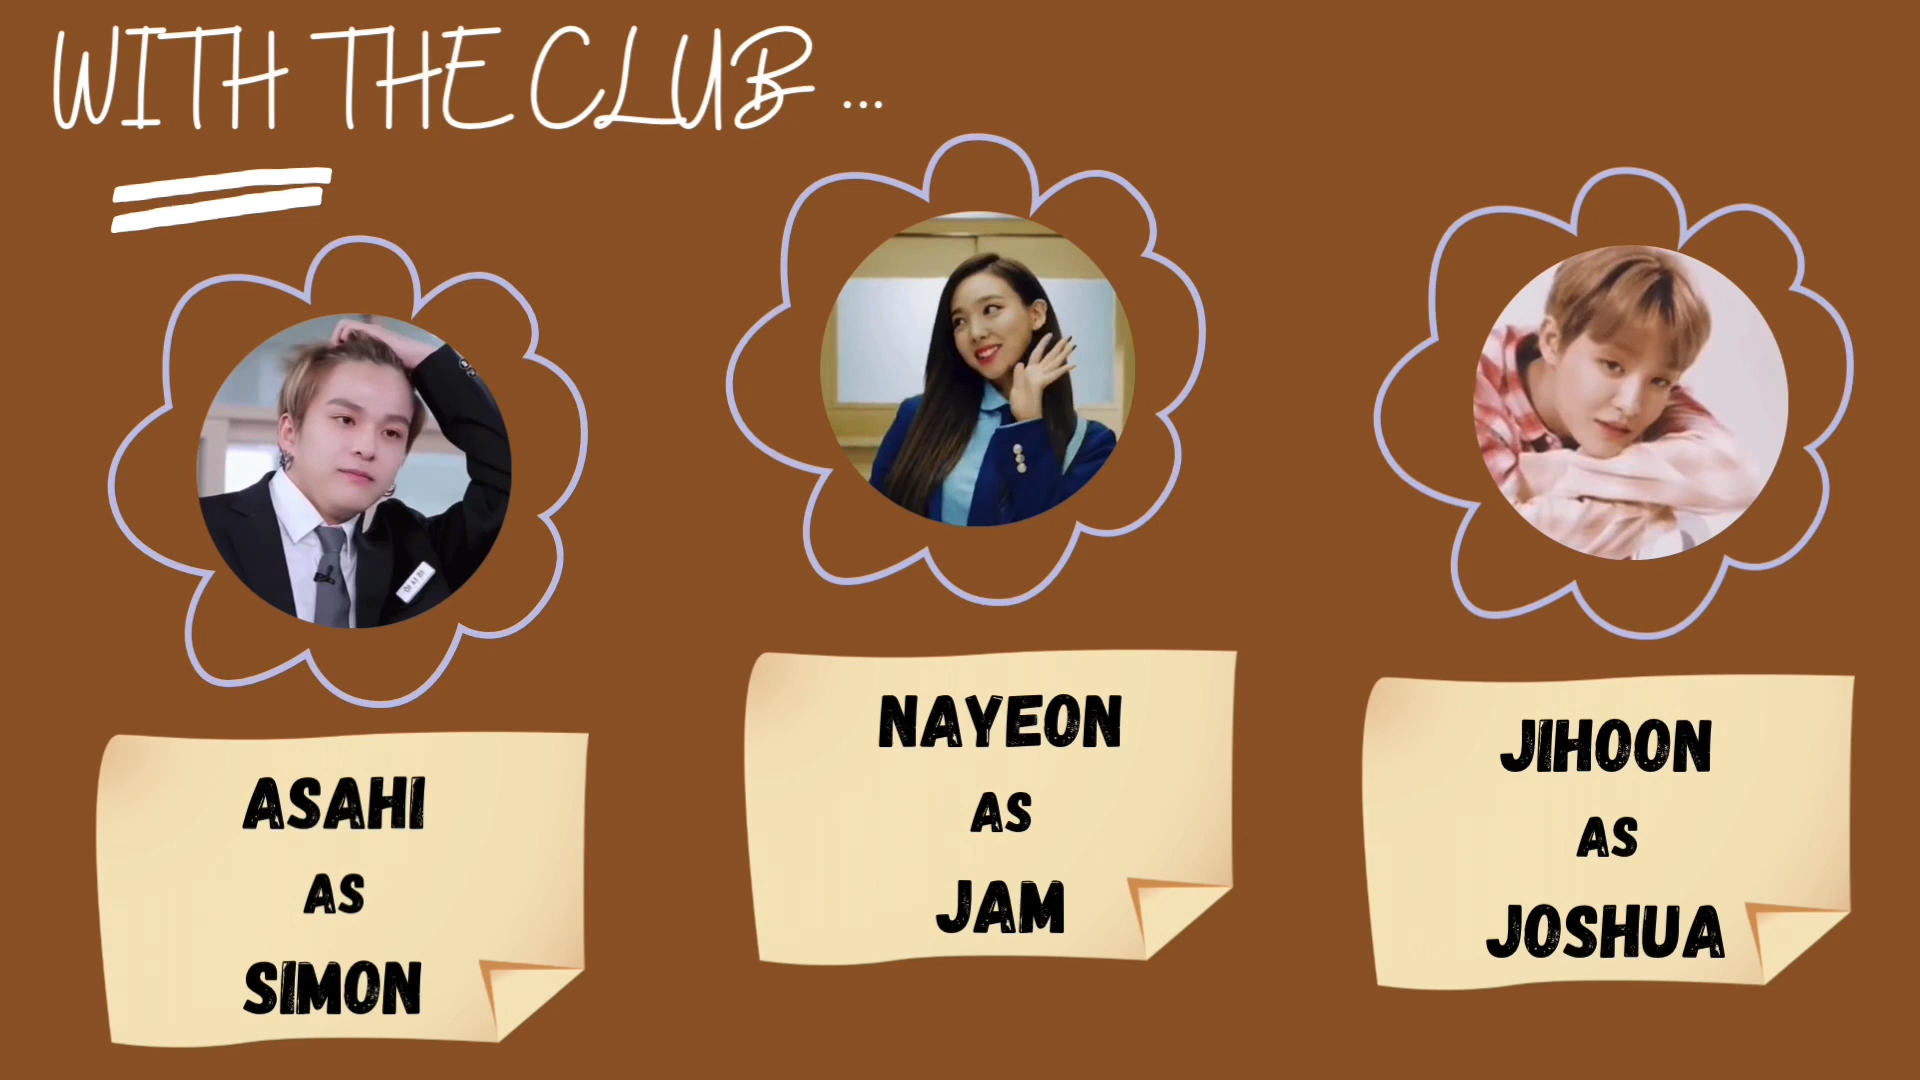 WITH THE CLUB ...
ASAHI
AS
SIMON
NAYEON
AS
JAM
JIHOON
AS
JOSHUA